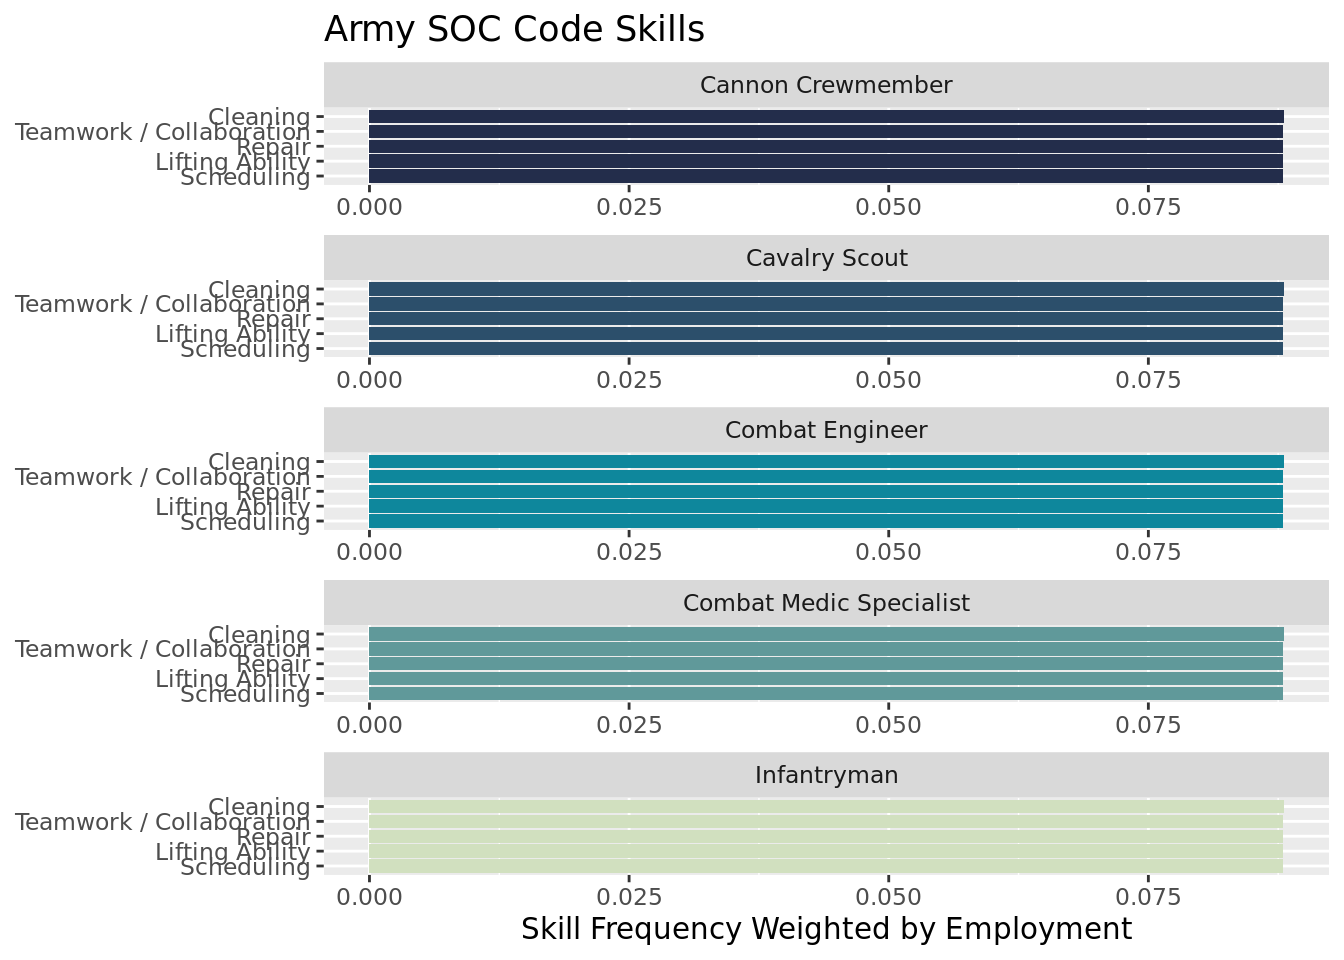 Army SOC Code Skills
Cannon Crewmember
Cleaning
Teamwork / Collaboration
Repair
Lifting Ability
Scheduling
0.000 0.025 0.050 0.075
Cavalry Scout
Cleaning
Teamwork / Collaboration
Repair
Lifting Ability
Scheduling
0.000 0.025 0.050 0.075
Combat Engineer
Cleaning
Teamwork / Collaboration
Repair
Lifting Ability
Scheduling
0.000 0.025 0.050 0.075
Combat Medic Specialist
Cleaning
Teamwork / Collaboration
Repair
Lifting Ability
Scheduling
0.000 0.025 0.050 0.075
Infantryman
Cleaning
Teamwork / Collaboration
Repair
Lifting Ability
Scheduling
0.000 0.025 0.050 0.075
Skill Frequency Weighted by Employment